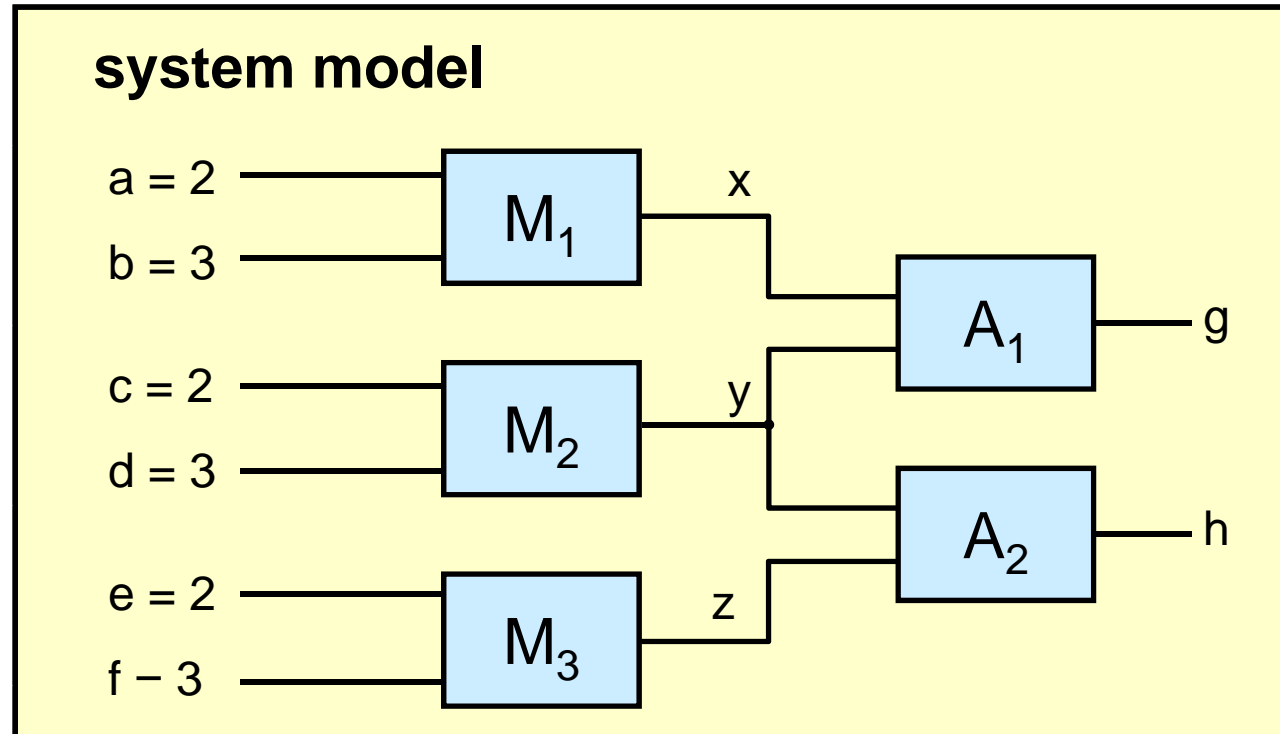 system model
a = 2
b = 3
M1
x
c = 2
d = 3
M2
y
e = 2
f − 3
M3
z
A1
g
A2
h